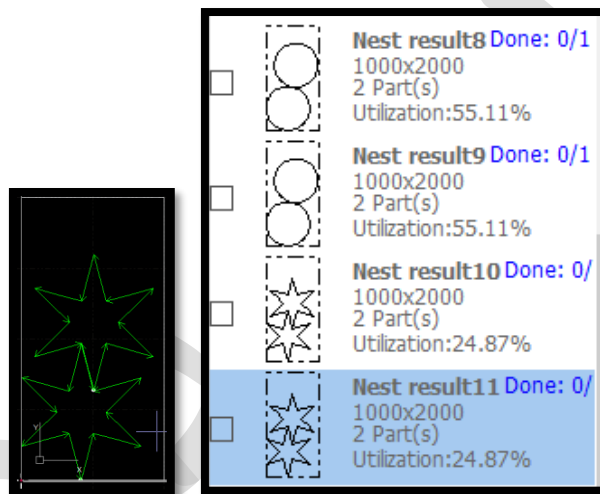 Nest result8 Done: 0/1
1000x2000
2 Part(s)
Utilization:55.11%
Nest result9 Done: 0/1
1000x2000
2 Part(s)
Utilization:55.11%
Nest result10 Done: 0/
1000x2000
2 Part(s)
Utilization:24.87%
Nest result11 Done: 0/
1000x2000
2 Part(s)
Utilization:24.87%
Y
X